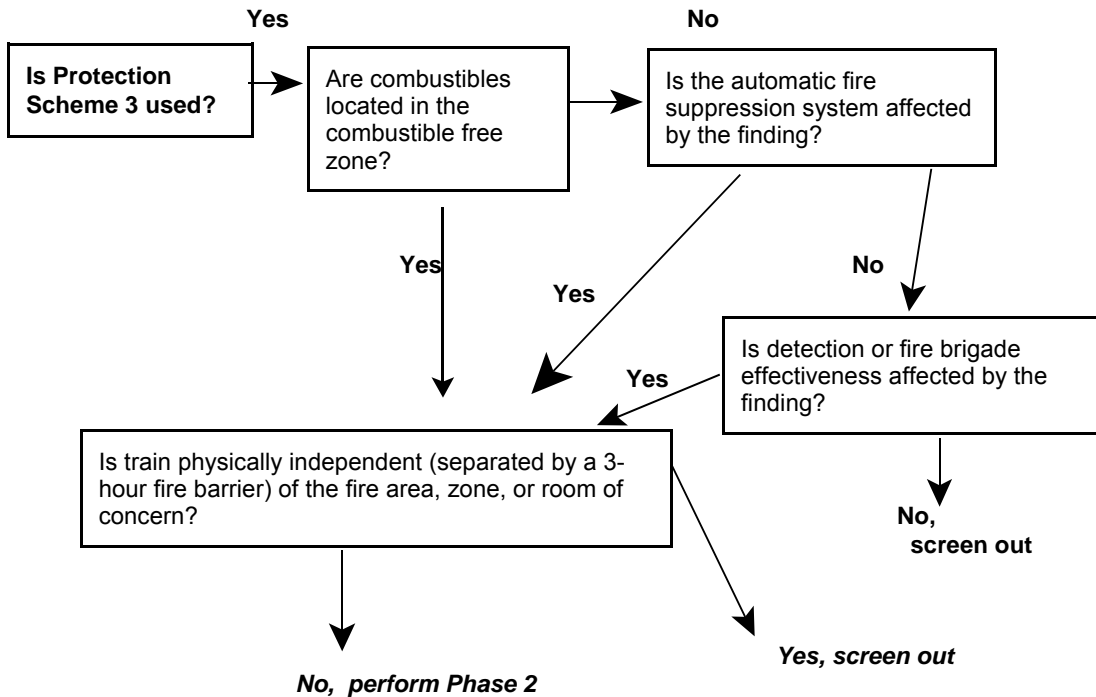 Yes
No
Is Protection
Scheme 3 used?
Are combustibles
located in the
combustible free
zone?
Is the automatic fire
suppression system affected
by the finding?
Yes
Yes
No
Is detection or fire brigade
effectiveness affected by the
finding?
Yes
Is train physically independent (separated by a 3-
hour fire barrier) of the fire area, zone, or room of
concern?
No,
screen out
Yes, screen out
No, perform Phase 2